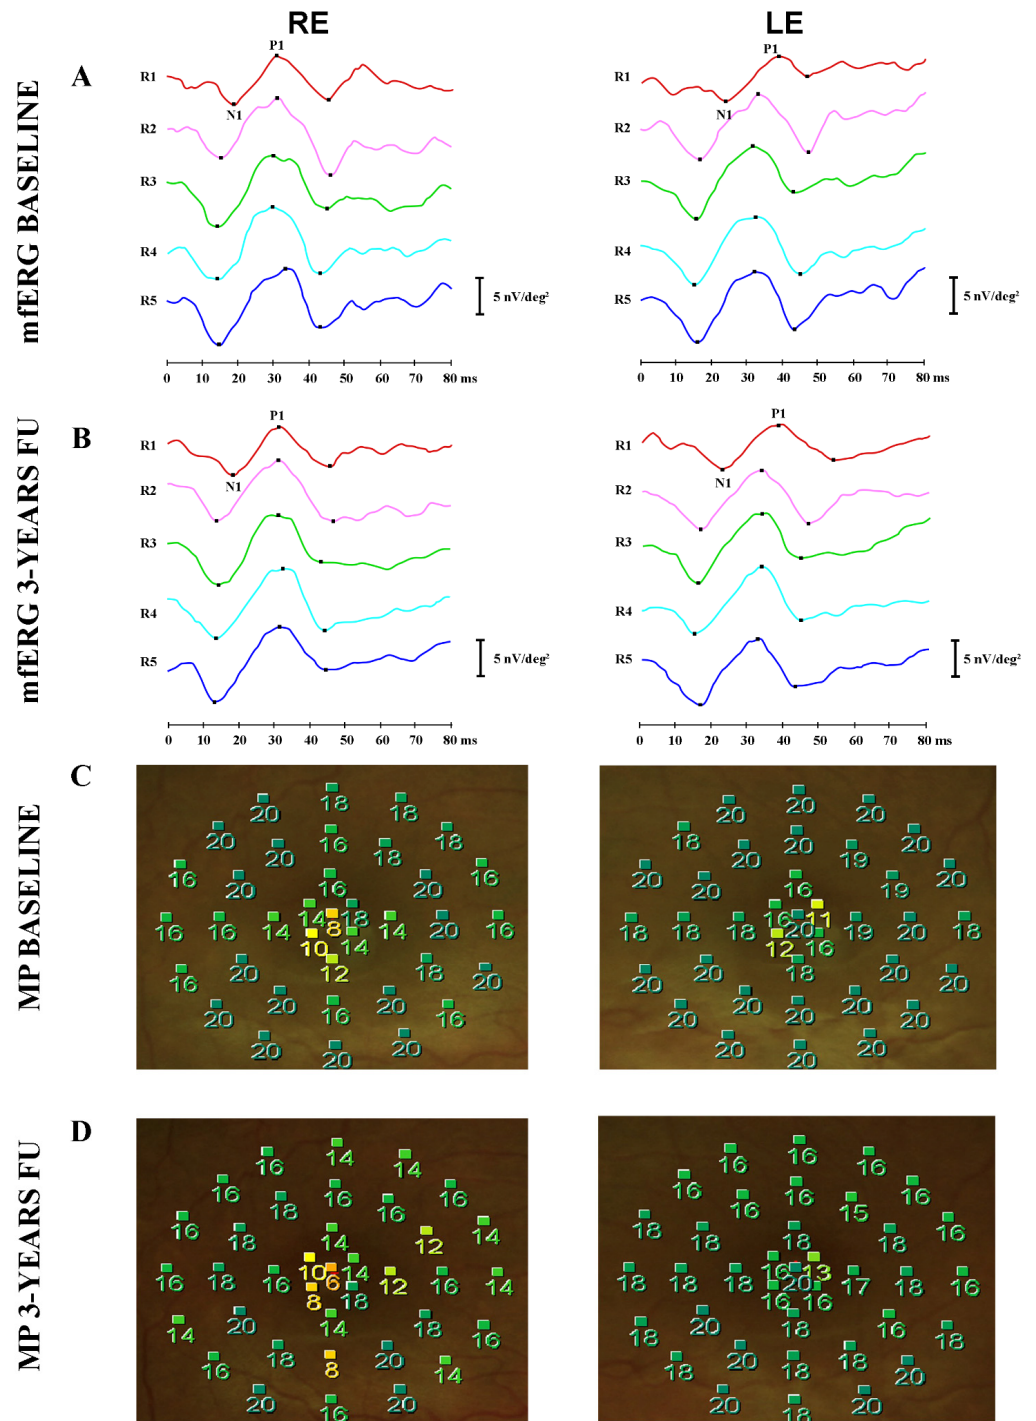 RE LE
mfERG BASELINE
A
P1 P1
R1 R1
N1 N1
R2 R2
R3 R3
R4 R4
R5 5 nV/deg² R5 5 nV/deg²
0 10 20 30 40 50 60 70 80 ms 0 10 20 30 40 50 60 70 80 ms
mfERG 3-YEARS FU
B
P1 P1
R1 R1
N1 N1
R2 R2
R3 R3
R4 R4
R5 5 nV/deg² R5 5 nV/deg²
0 10 20 30 40 50 60 70 80 ms 0 10 20 30 40 50 60 70 80 ms
MP BASELINE
C
18 20
20 18 20 20
20 16 18 18 20 20
20 18 20 19
16 16 20 20
20 16 20 20 16 19
14 18 16 11
16 16 14 8 14 20 16 18 18 18 20 19 20 18
10 14 12 16
16 20 12 18 20 20 20 18 20 20
20 20 16 20 16 20 20 20 20 20
20 20 20 20 20 20
MP 3-YEARS FU
D
14 16
16 14 16 16
16 18 16 16 16 16 18 16 15 16
16 18 14 12 14 18 18 18 18 16
10 14 16 13
16 18 16 6 12 16 14 18 18 18 20 17 18 16
8 18 16 16
14 20 14 18 16 18 18 18 16 18
16 18 8 20 14 18 20 20 18 18
20 16 20 20 18 20